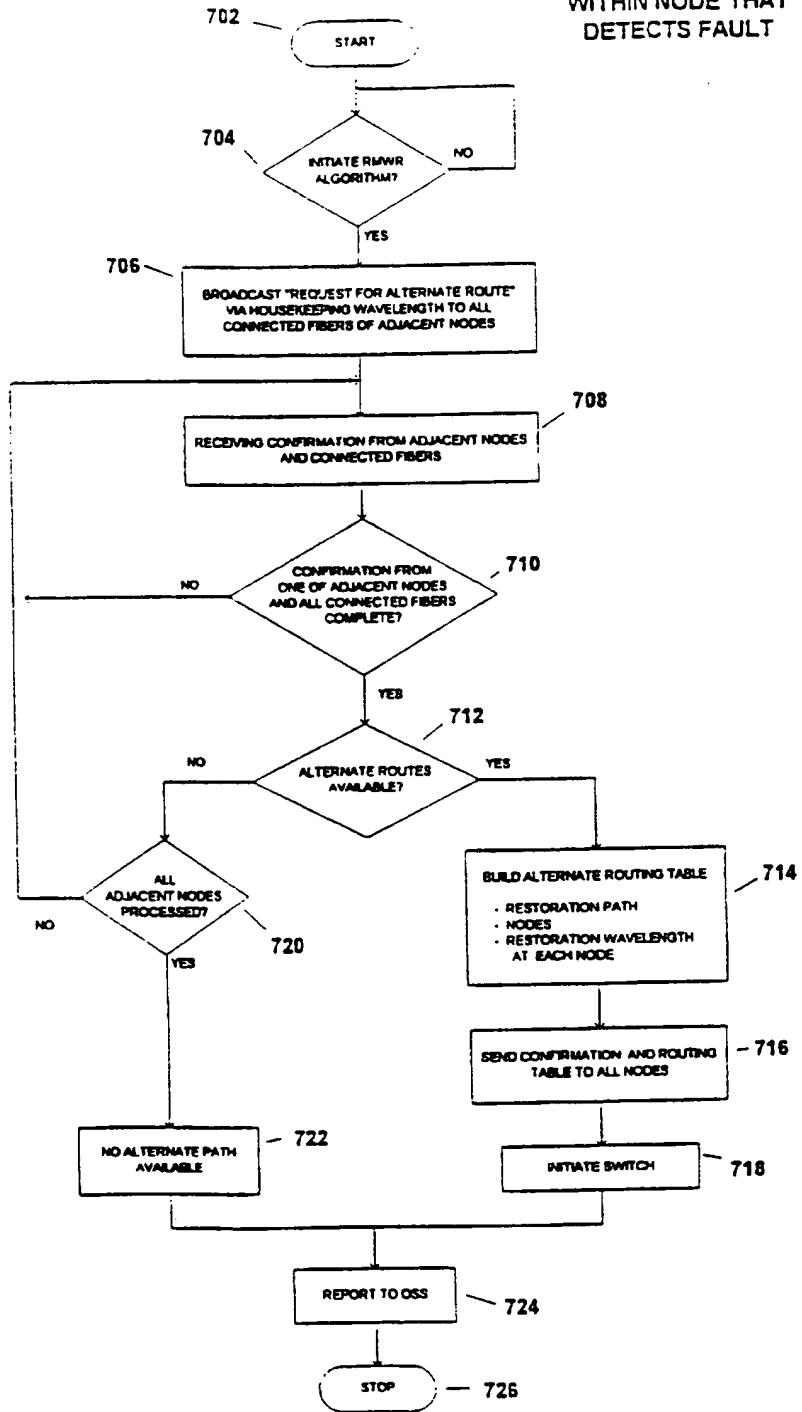 WITHIN NODE THAT
DETECTS FAULT
702
START
704
INITIATE RMWR
ALGORITHM?
NO
YES
706
BROADCAST "REQUEST FOR ALTERNATE ROUTE"
VIA HOUSEKEEPING WAVELENGTH TO ALL
CONNECTED FIBERS OF ADJACENT NODES
708
RECEIVING CONFIRMATION FROM ADJACENT NODES
AND CONNECTED FIBERS
710
CONFIRMATION FROM
ONE OF ADJACENT NODES
AND ALL CONNECTED FIBERS
COMPLETE?
NO
YES
712
ALTERNATE ROUTES
AVAILABLE?
NO
YES
ALL
ADJACENT NODES
PROCESSED?
720
NO
YES
BUILD ALTERNATE ROUTING TABLE
· RESTORATION PATH
· NODES
· RESTORATION WAVELENGTH
AT EACH NODE
714
SEND CONFIRMATION AND ROUTING
TABLE TO ALL NODES
716
NO ALTERNATE PATH
AVAILABLE
722
INITIATE SWITCH
718
REPORT TO OSS
724
STOP
726